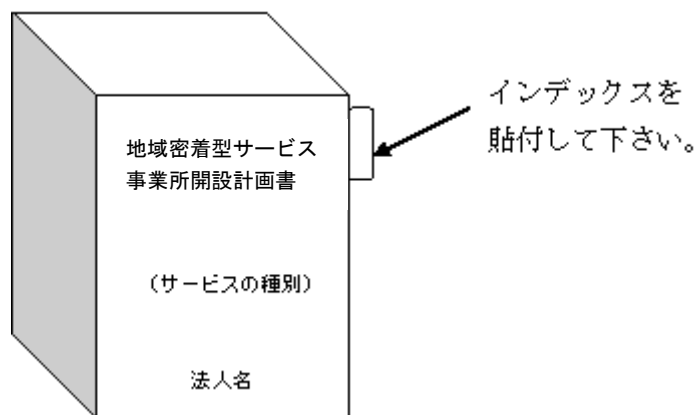 地域密着型サービス
事業所開設計画書
（サービスの種別）
法人名
インデックスを
貼付して下さい。